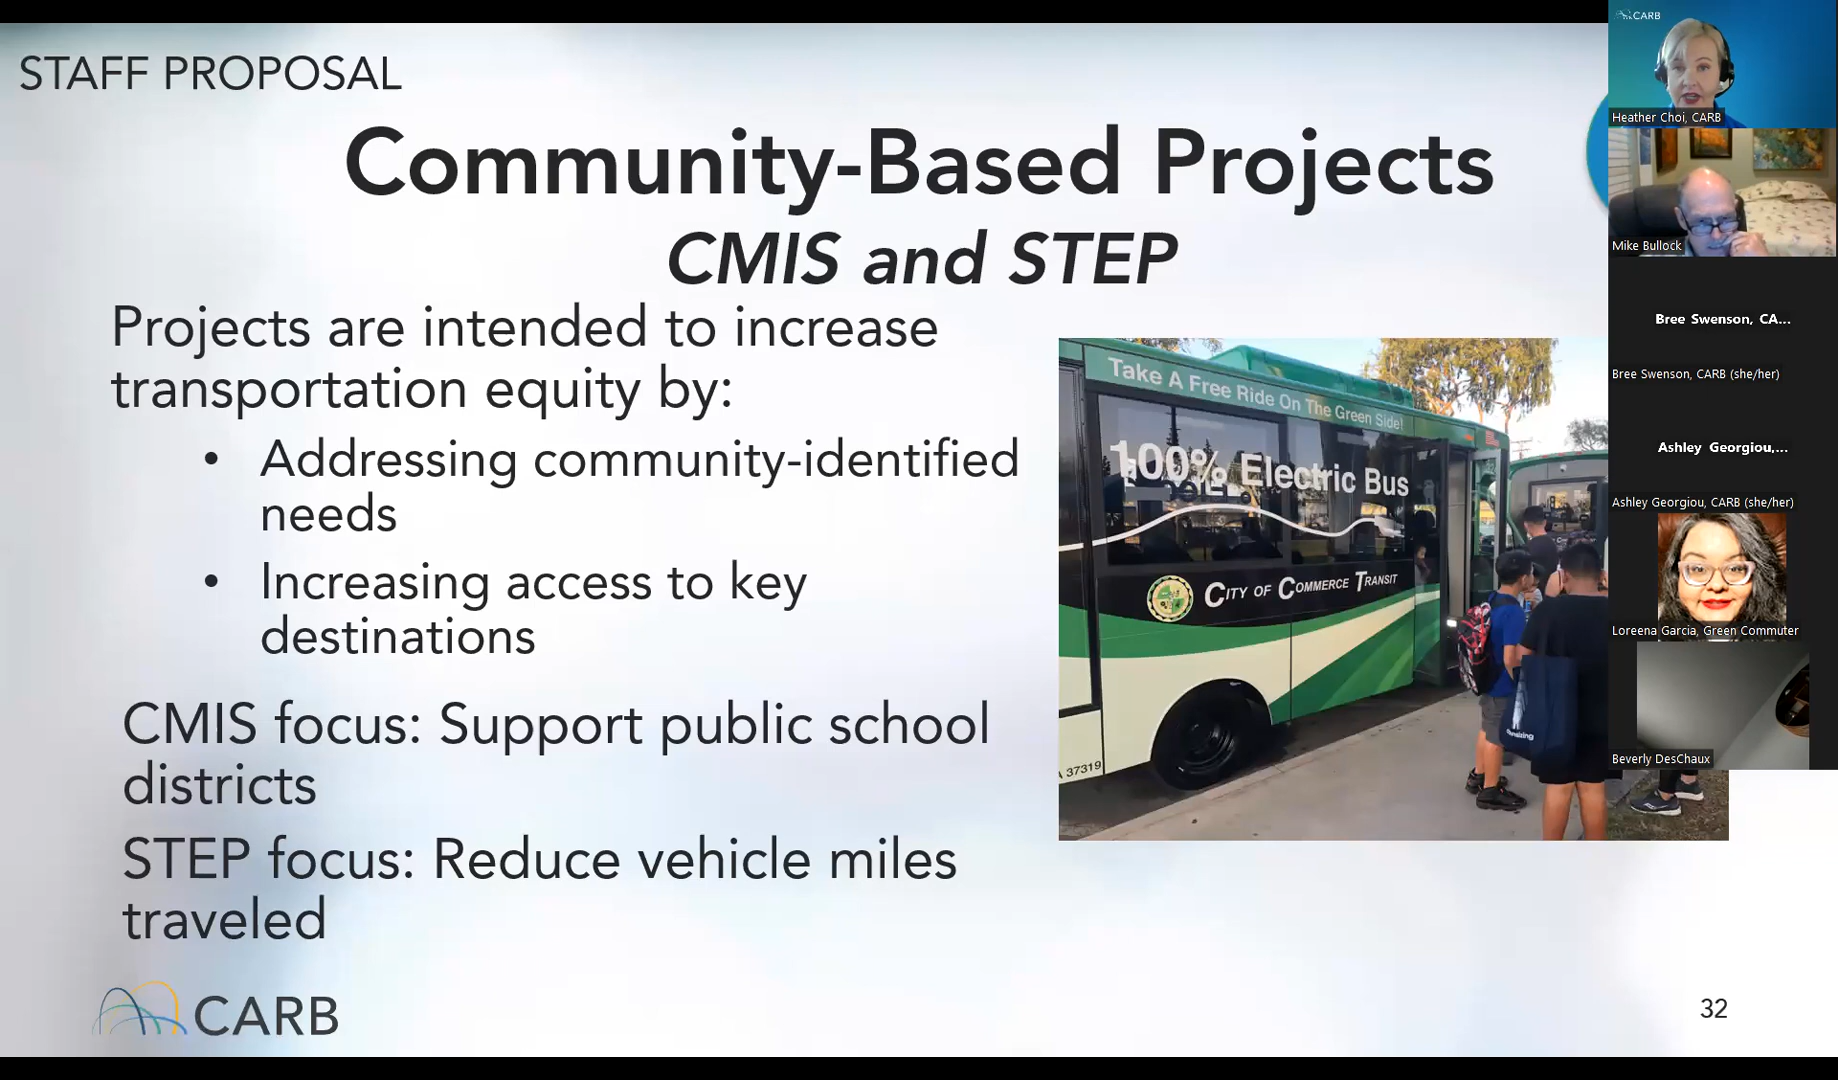 STAFF PROPOSAL
Community-Based Projects
CMIS and STEP
Projects are intended to increase
transportation equity by:
• Addressing community-identified
needs
• Increasing access to key
destinations
CMIS focus: Support public school
districts
STEP focus: Reduce vehicle miles
traveled
CARB
32
Take A Free Ride On The Green Side!
100% Electric Bus
CITY OF COMMERCE TRANSIT
37319
CARB
Heather Choi, CARB
Mike Bullock
Bree Swenson, CA...
Bree Swenson, CARB (she/her)
Ashley Georgiou,...
Ashley Georgiou, CARB (she/her)
Loreena Garcia, Green Commuter
Beverly DesChaux